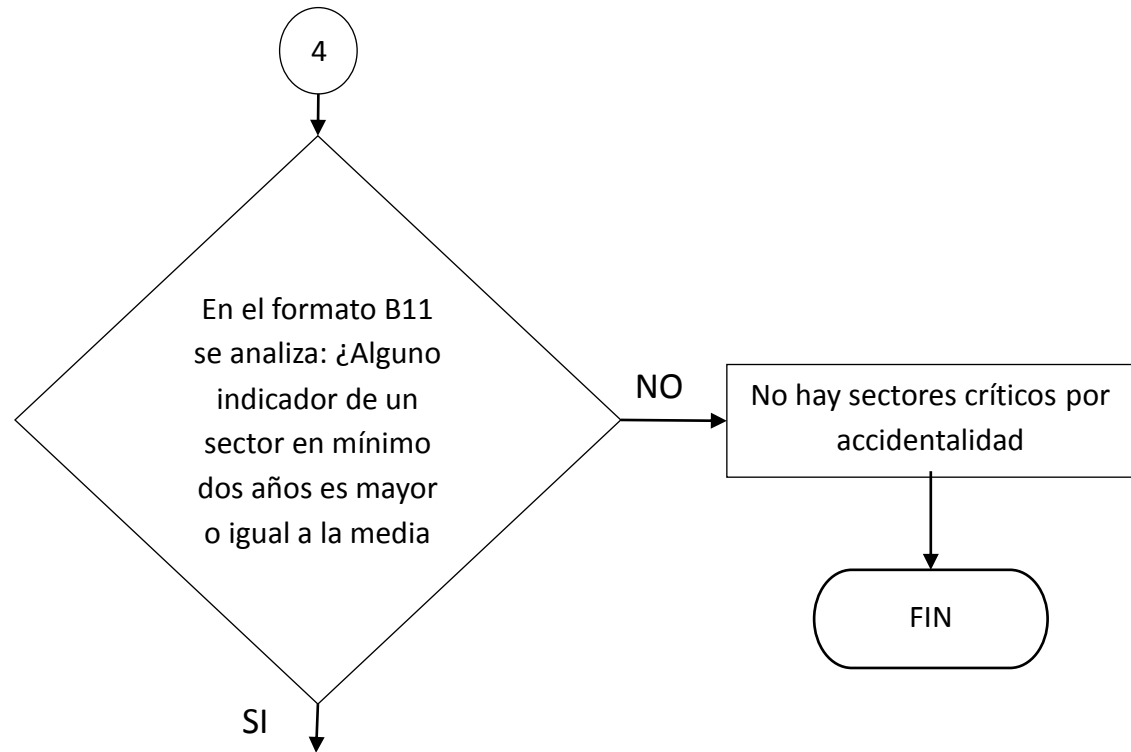 4
En el formato B11
se analiza: ¿Alguno
indicador de un
sector en mínimo
dos años es mayor
o igual a la media
NO
No hay sectores críticos por
accidentalidad
FIN
SI